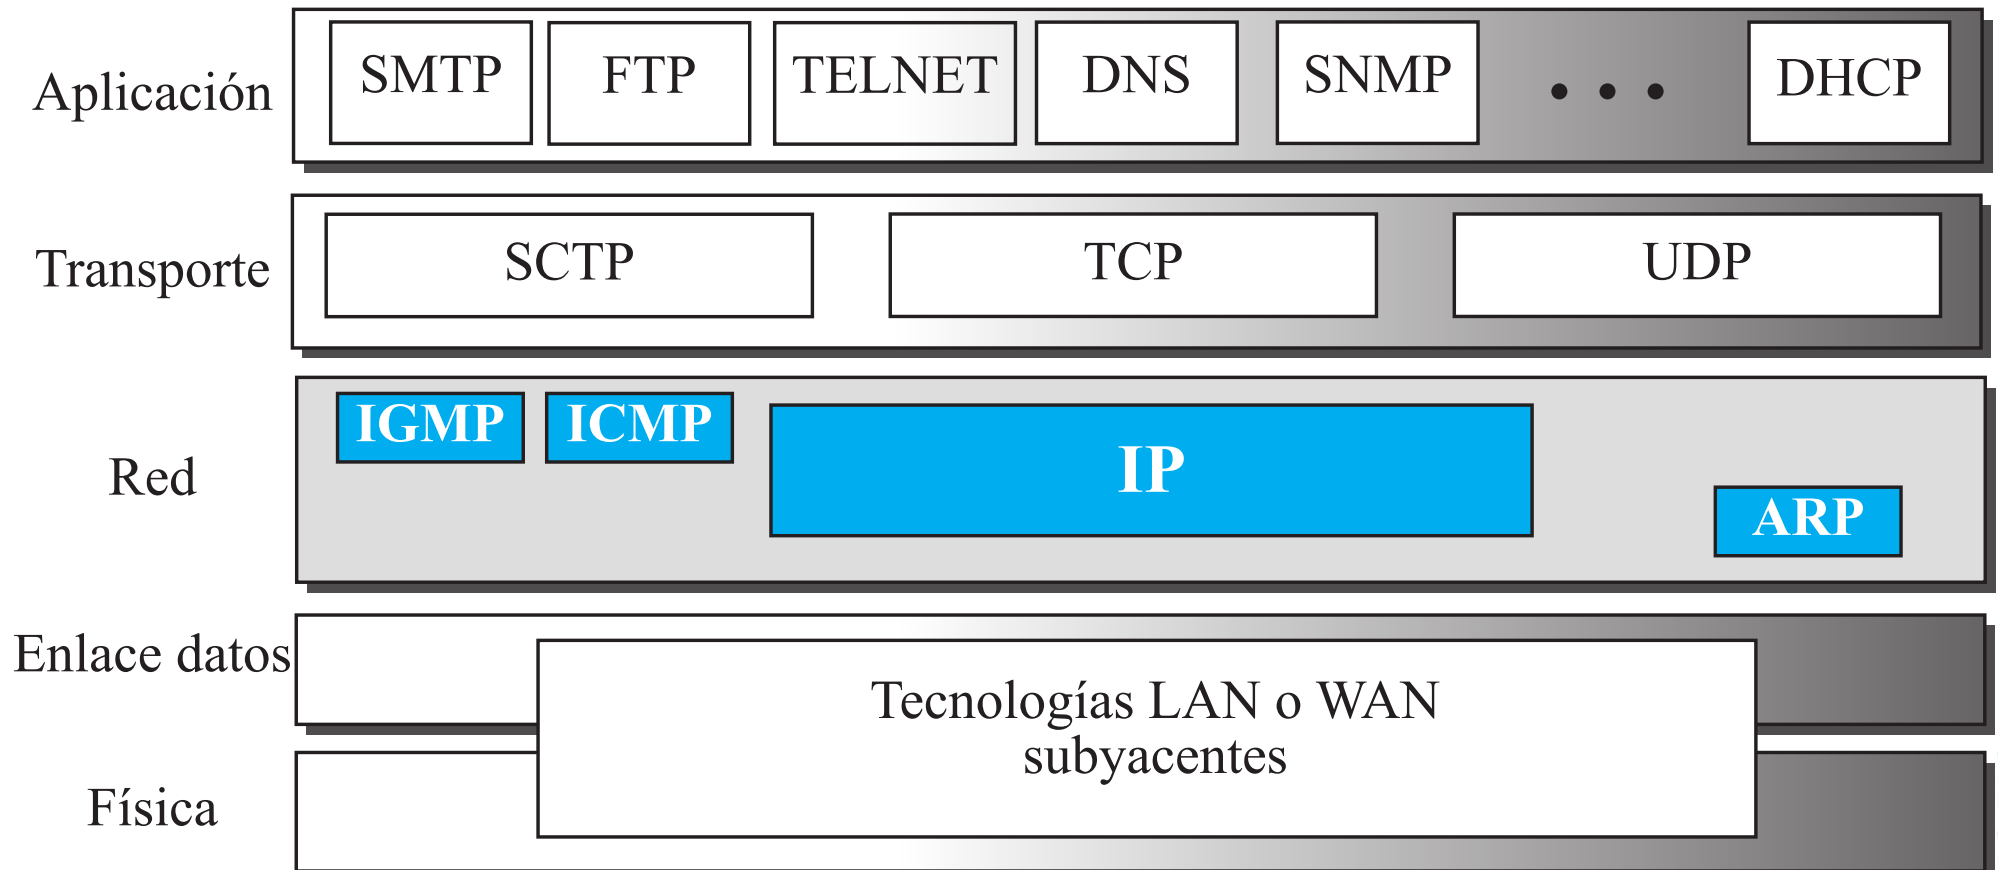 Aplicación
SMTP
FTP
TELNET
DNS
SNMP
• • •
DHCP
Transporte
SCTP
TCP
UDP
Red
IGMP
ICMP
IP
ARP
Enlace datos
Tecnologías LAN o WAN
subyacentes
Física